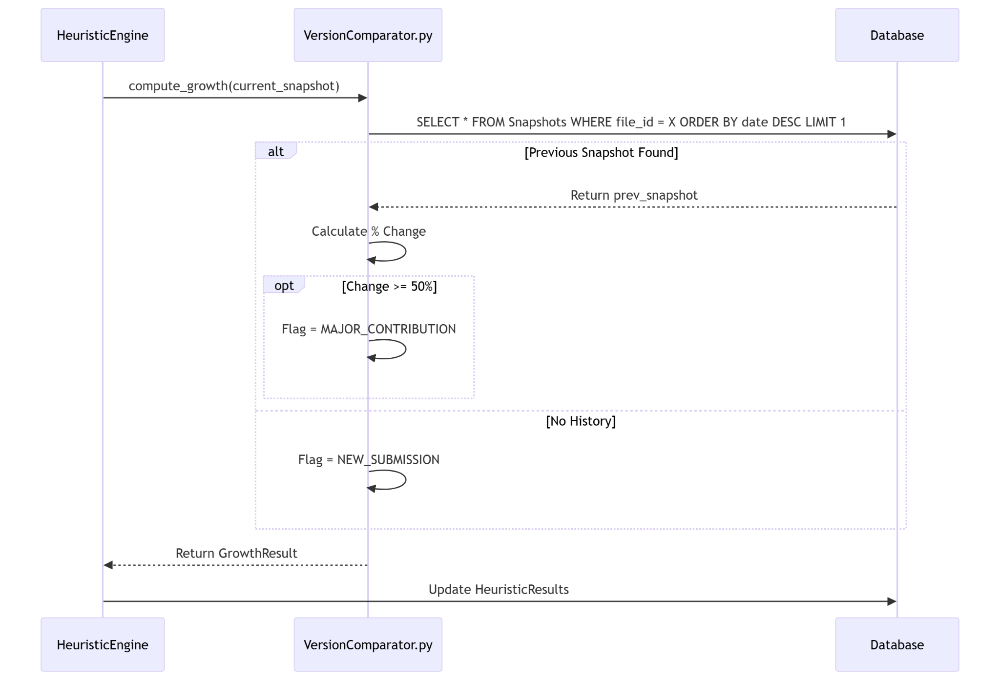 HeuristicEngine
VersionComparator.py
Database
compute_growth(current_snapshot)
SELECT * FROM Snapshots WHERE file_id = X ORDER BY date DESC LIMIT 1
alt
[Previous Snapshot Found]
Return prev_snapshot
Calculate % Change
opt
[Change >= 50%]
Flag = MAJOR_CONTRIBUTION
[No History]
Flag = NEW_SUBMISSION
Return GrowthResult
Update HeuristicResults
HeuristicEngine
VersionComparator.py
Database